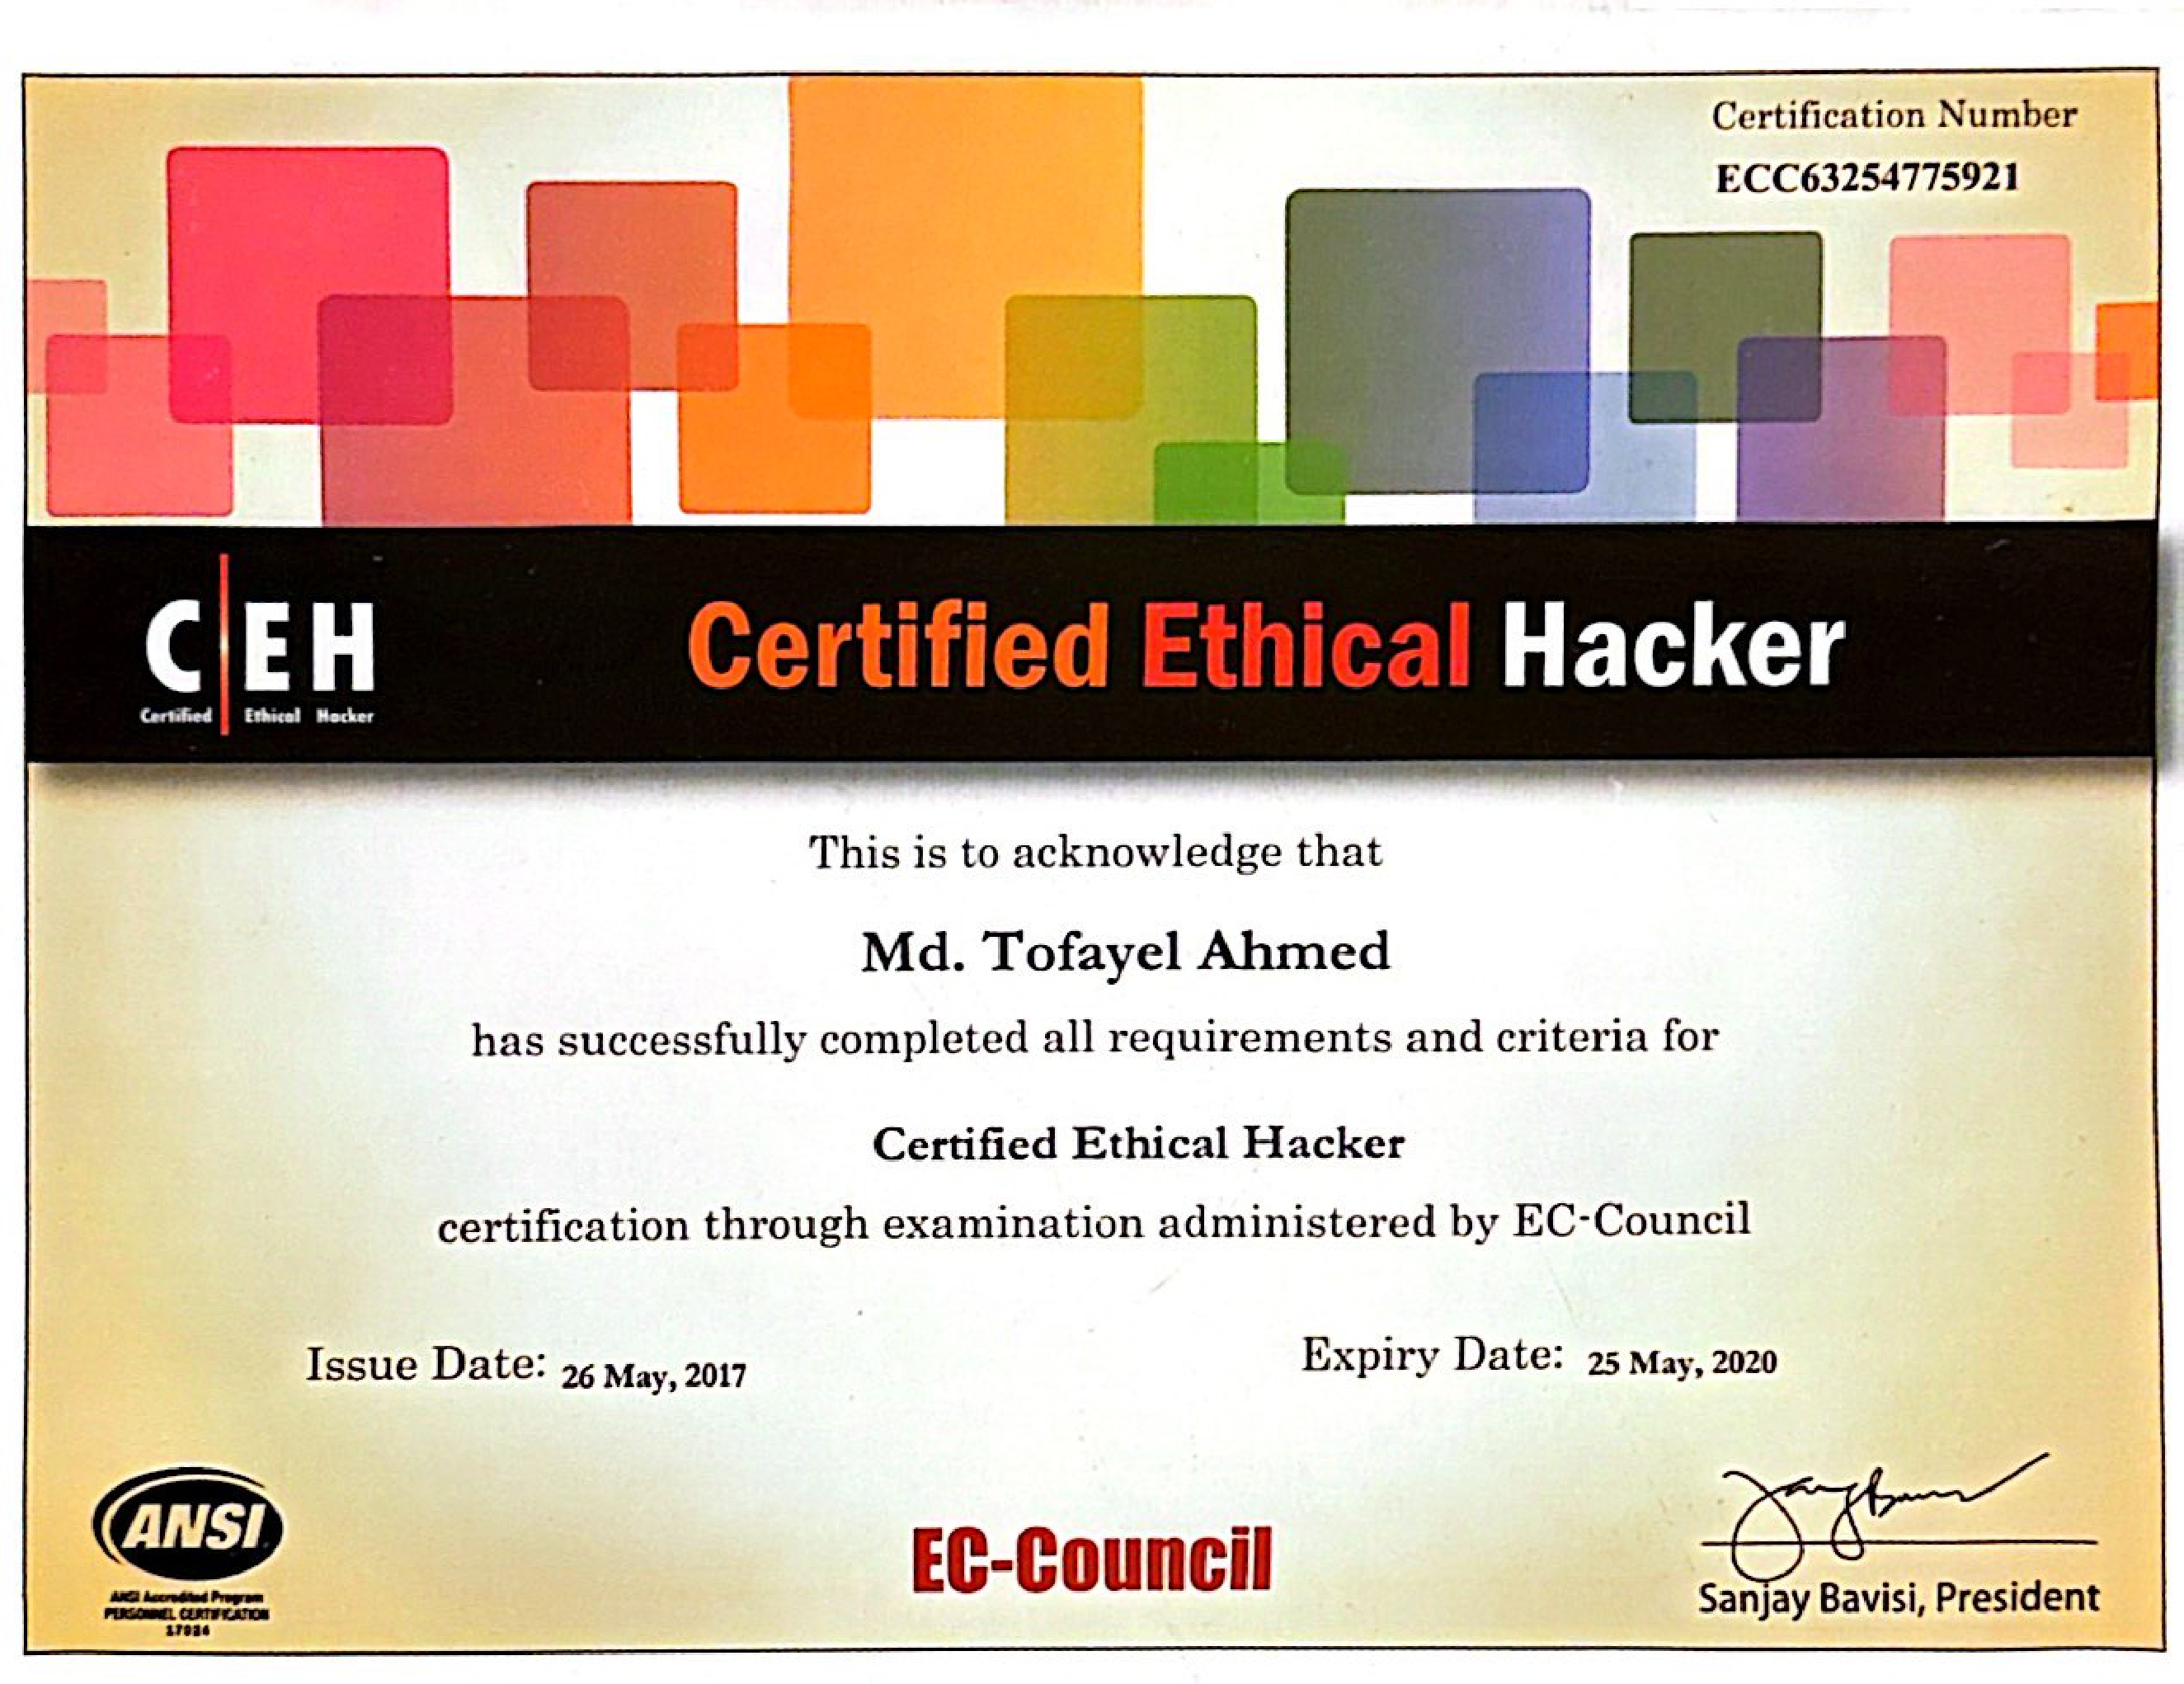 Certification Number
ECC63254775921
C|EH
Certified Ethical Hacker
Certified Ethical Hacker
This is to acknowledge that
Md. Tofayel Ahmed
has successfully completed all requirements and criteria for
Certified Ethical Hacker
certification through examination administered by EC-Council
Issue Date: 26 May, 2017
Expiry Date: 25 May, 2020
ANSI
ANSI Accredited Program
PERSONNEL CERTIFICATION
17024
EC-Council
Sanjay Bavisi, President